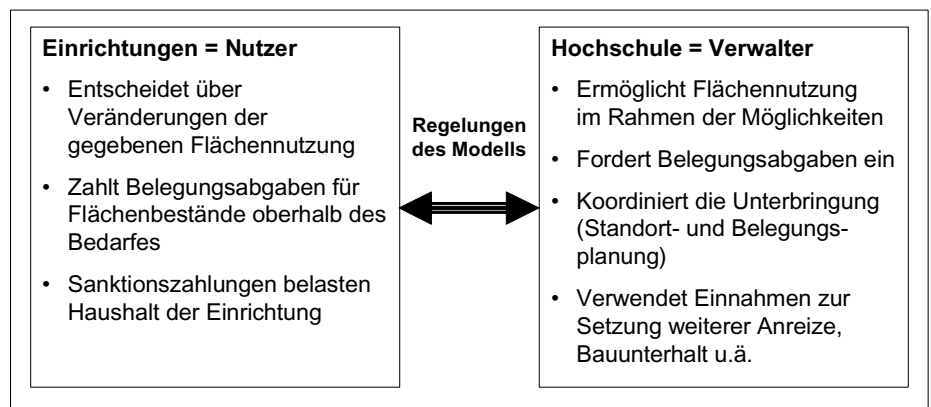 Einrichtungen = Nutzer
• Entscheidet über
Veränderungen der
gegebenen Flächennutzung
• Zahlt Belegungsabgaben für
Flächenbestände oberhalb des
Bedarfes
• Sanktionszahlungen belasten
Haushalt der Einrichtung
Regelungen
des Modells
Hochschule = Verwalter
• Ermöglicht Flächennutzung
im Rahmen der Möglichkeiten
• Fordert Belegungsabgaben ein
• Koordiniert die Unterbringung
(Standort- und Belegungs-
planung)
• Verwendet Einnahmen zur
Setzung weiterer Anreize,
Bauunterhalt u.ä.